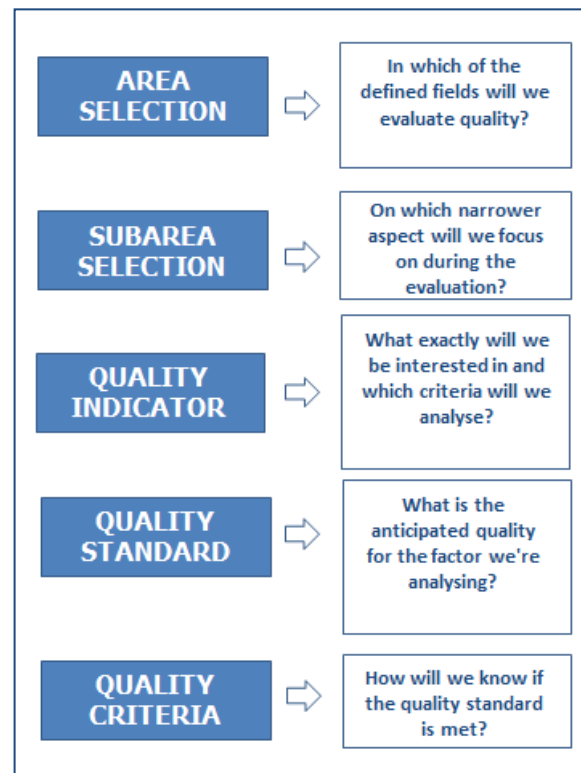 AREA
SELECTION
In which of the
defined fields will we
evaluate quality?
SUBAREA
SELECTION
On which narrower
aspect will we focus
on during the
evaluation?
QUALITY
INDICATOR
What exactly will we
be interested in and
which criteria will we
analyse?
QUALITY
STANDARD
What is the
anticipated quality
for the factor we're
analysing?
QUALITY
CRITERIA
How will we know if
the quality standard
is met?